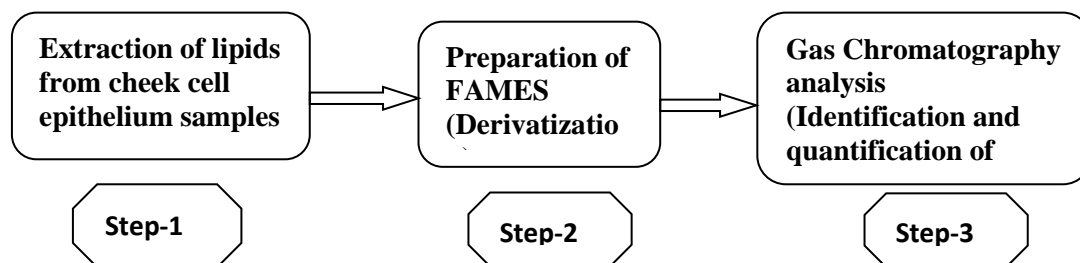 Extraction of lipids
from cheek cell
epithelium samples
Preparation of
FAMES
(Derivatizatio
Gas Chromatography
analysis
(Identification and
quantification of
Step-1
Step-2
Step-3